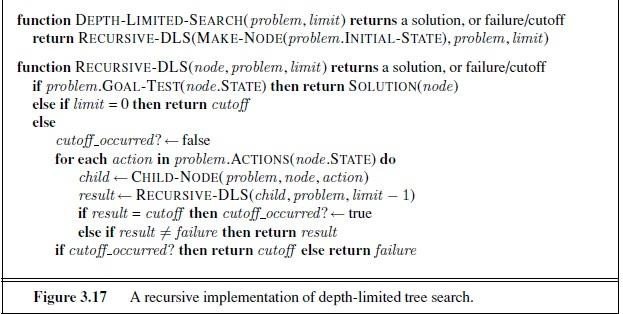 function DEPTH-LIMITED-SEARCH(problem, limit) returns a solution, or failure/cutoff
return RECURSIVE-DLS(MAKE-NODE(problem.INITIAL-STATE), problem, limit)
function RECURSIVE-DLS(node, problem, limit) returns a solution, or failure/cutoff
if problem.GOAL-TEST(node.STATE) then return SOLUTION(node)
else if limit = 0 then return cutoff
else
cutoff_occurred? ← false
for each action in problem.ACTIONS(node.STATE) do
child ← CHILD-NODE(problem, node, action)
result ← RECURSIVE-DLS(child, problem, limit − 1)
if result = cutoff then cutoff_occurred? ← true
else if result ≠ failure then return result
if cutoff_occurred? then return cutoff else return failure
Figure 3.17 A recursive implementation of depth-limited tree search.